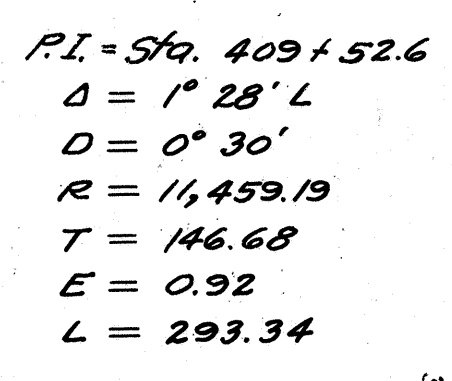 P.I. = Sta. 409 + 52.6
Δ = 1° 28' L
D = 0° 30'
R = 11,459.19
T = 146.68
E = 0.92
L = 293.34